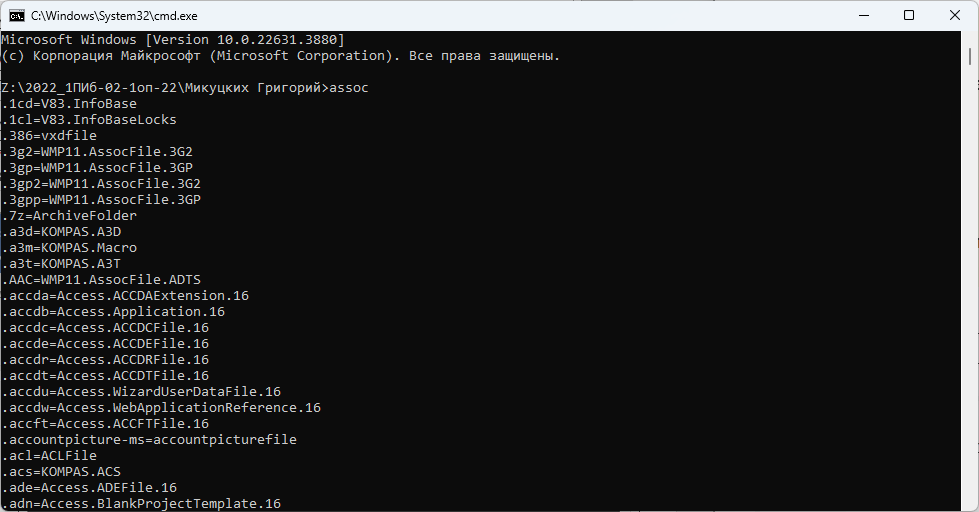 C:\Windows\System32\cmd.exe
Microsoft Windows [Version 10.0.22631.3880]
(c) Корпорация Майкрософт (Microsoft Corporation). Все права защищены.
Z:\2022_1ПИб-02-1оп-22\Микуцких Григорий>assoc
.1cd=V83.InfoBase
.1cl=V83.InfoBaseLocks
.386=vxdfile
.3g2=WMP11.AssocFile.3G2
.3gp=WMP11.AssocFile.3GP
.3gp2=WMP11.AssocFile.3G2
.3gpp=WMP11.AssocFile.3GP
.7z=ArchiveFolder
.a3d=KOMPAS.A3D
.a3m=KOMPAS.Macro
.a3t=KOMPAS.A3T
.AAC=WMP11.AssocFile.ADTS
.accda=Access.ACCDAExtension.16
.accdb=Access.Application.16
.accdc=Access.ACCDCFile.16
.accde=Access.ACCDEFile.16
.accdr=Access.ACCDRFile.16
.accdt=Access.ACCDTFile.16
.accdu=Access.WizardUserDataFile.16
.accdw=Access.WebApplicationReference.16
.accft=Access.ACCFTFile.16
.accountpicture-ms=accountpicturefile
.acl=ACLFile
.acs=KOMPAS.ACS
.ade=Access.ADEFile.16
.adn=Access.BlankProjectTemplate.16